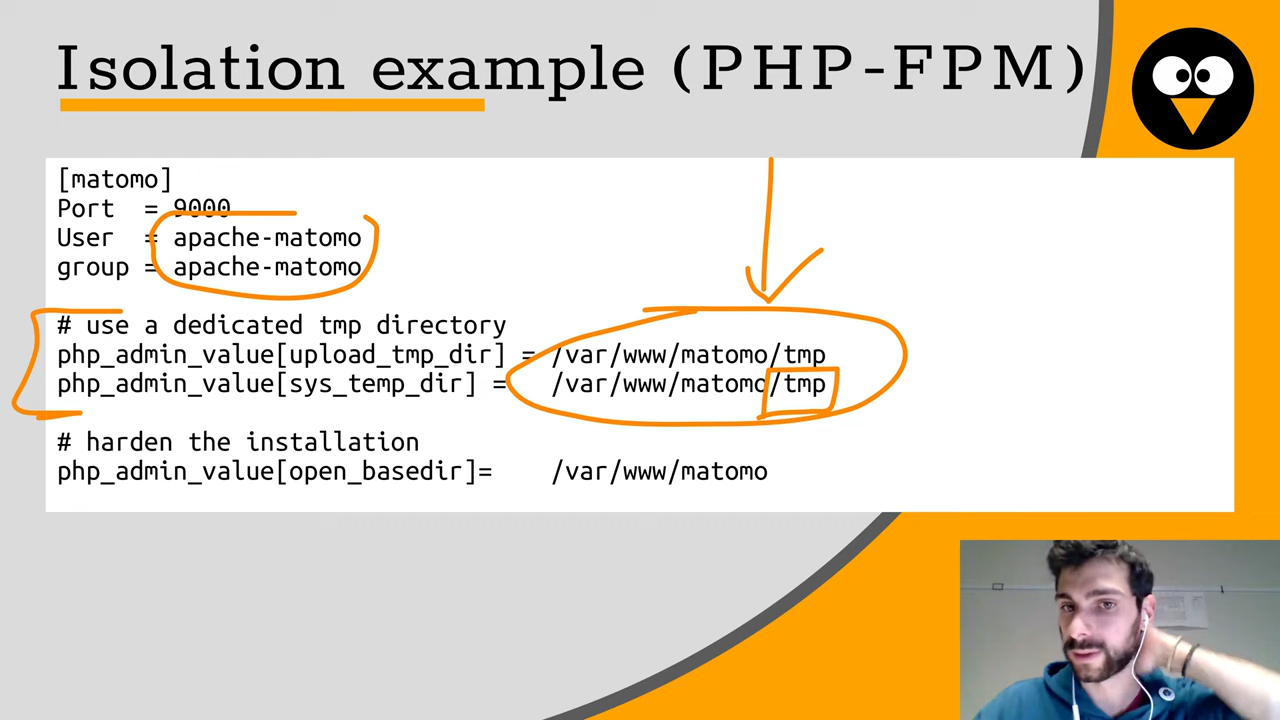 Isolation example (PHP-FPM)
[matomo]
Port = 9000
User = apache-matomo
group = apache-matomo
# use a dedicated tmp directory
php_admin_value[upload_tmp_dir] = /var/www/matomo/tmp
php_admin_value[sys_temp_dir] = /var/www/matomo/tmp
# harden the installation
php_admin_value[open_basedir]= /var/www/matomo